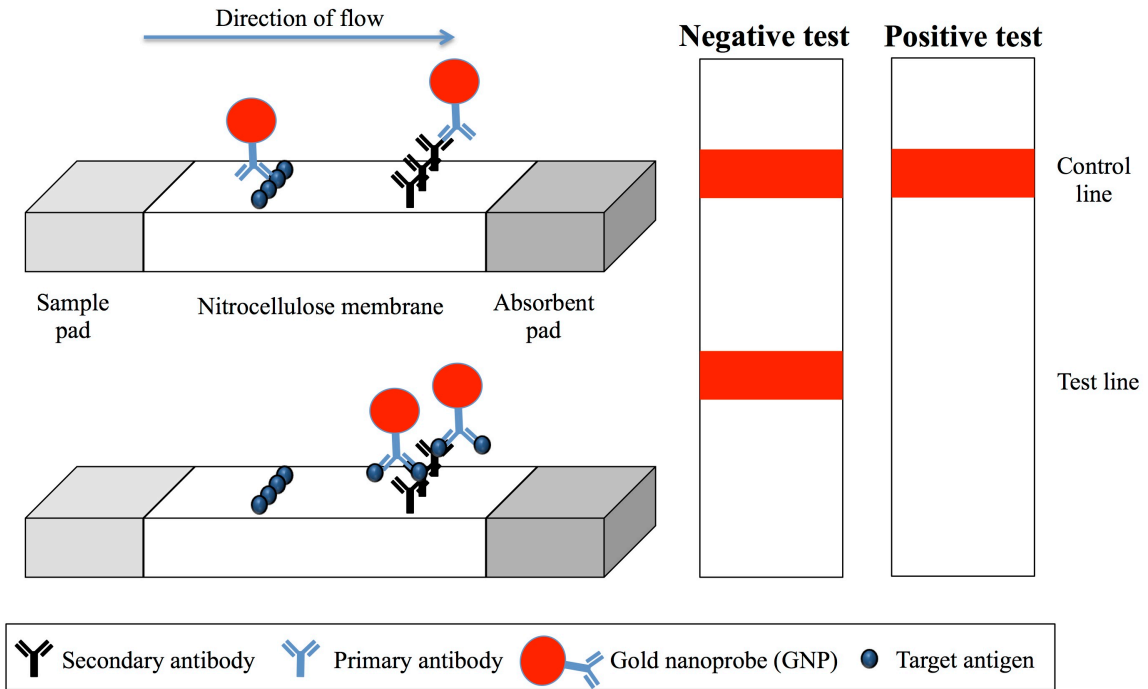 Direction of flow
Negative test
Positive test
Control
line
Sample
pad
Nitrocellulose membrane
Absorbent
pad
Test line
Secondary antibody
Primary antibody
Gold nanoprobe (GNP)
Target antigen